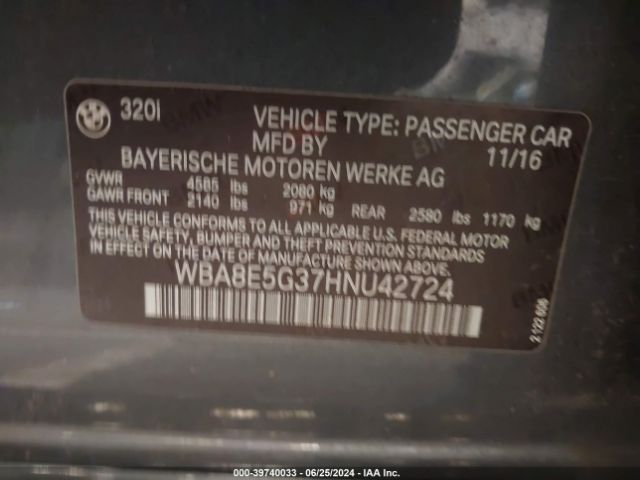 320i
VEHICLE TYPE: PASSENGER CAR
MFD BY 11/16
BAYERISCHE MOTOREN WERKE AG
GVWR 4585 lbs 2080 kg
GAWR FRONT 2140 lbs 971 kg REAR 2580 lbs 1170 kg
THIS VEHICLE CONFORMS TO ALL APPLICABLE U.S. FEDERAL MOTOR
VEHICLE SAFETY, BUMPER AND THEFT PREVENTION STANDARDS
IN EFFECT ON THE DATE OF MANUFACTURE SHOWN ABOVE.
WBA8E5G37HNU42724
000-39740033 - 06/25/2024 - IAA Inc.